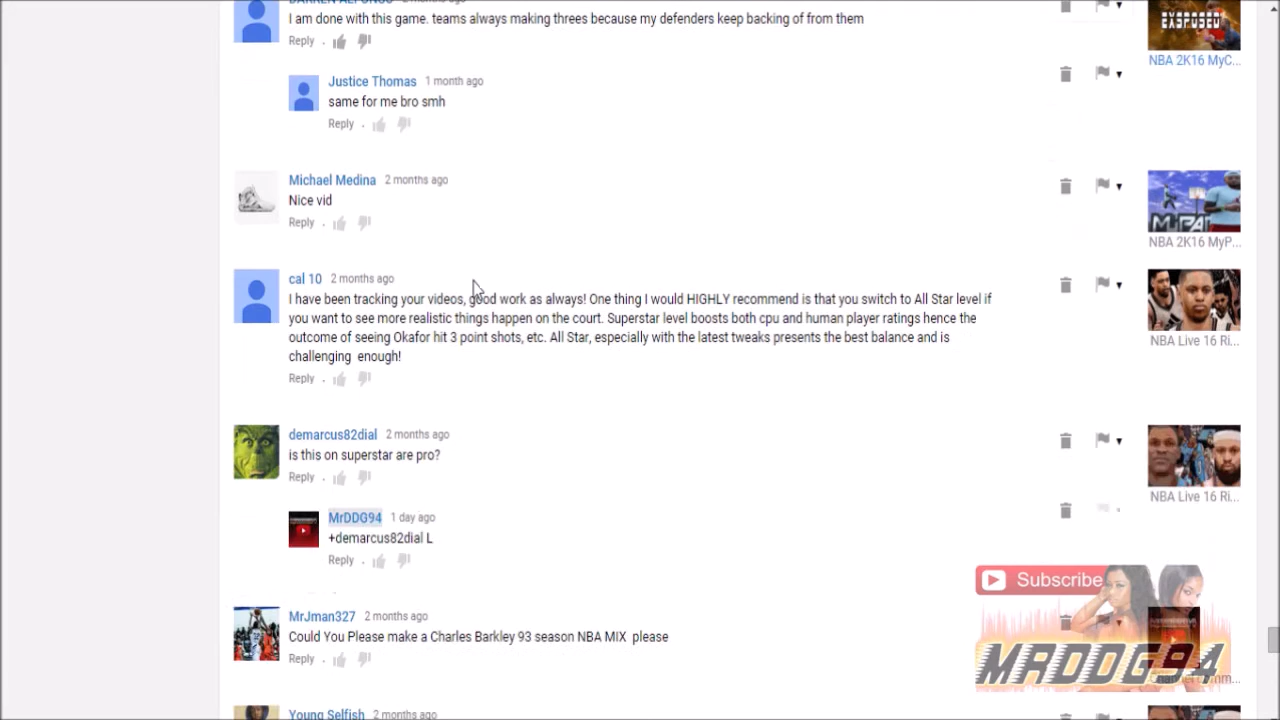 I am done with this game. teams always making threes because my defenders keep backing of from them
Reply .
EXSPOSED
NBA 2K16 MyC...
Justice Thomas 1 month ago
same for me bro smh
Reply .
Michael Medina 2 months ago
Nice vid
Reply .
NBA 2K16 MyP...
cal 10 2 months ago
I have been tracking your videos, good work as always! One thing I would HIGHLY recommend is that you switch to All Star level if
you want to see more realistic things happen on the court. Superstar level boosts both cpu and human player ratings hence the
outcome of seeing Okafor hit 3 point shots, etc. All Star, especially with the latest tweaks presents the best balance and is
challenging enough!
Reply .
NBA Live 16 Ri...
demarcus82dial 2 months ago
is this on superstar are pro?
Reply .
NBA Live 16 Ri...
MrDDG94 1 day ago
+demarcus82dial L
Reply .
Subscribe
MrJman327 2 months ago
Could You Please make a Charles Barkley 93 season NBA MIX please
Reply .
MRDDG94
Young Selfish 2 months ago